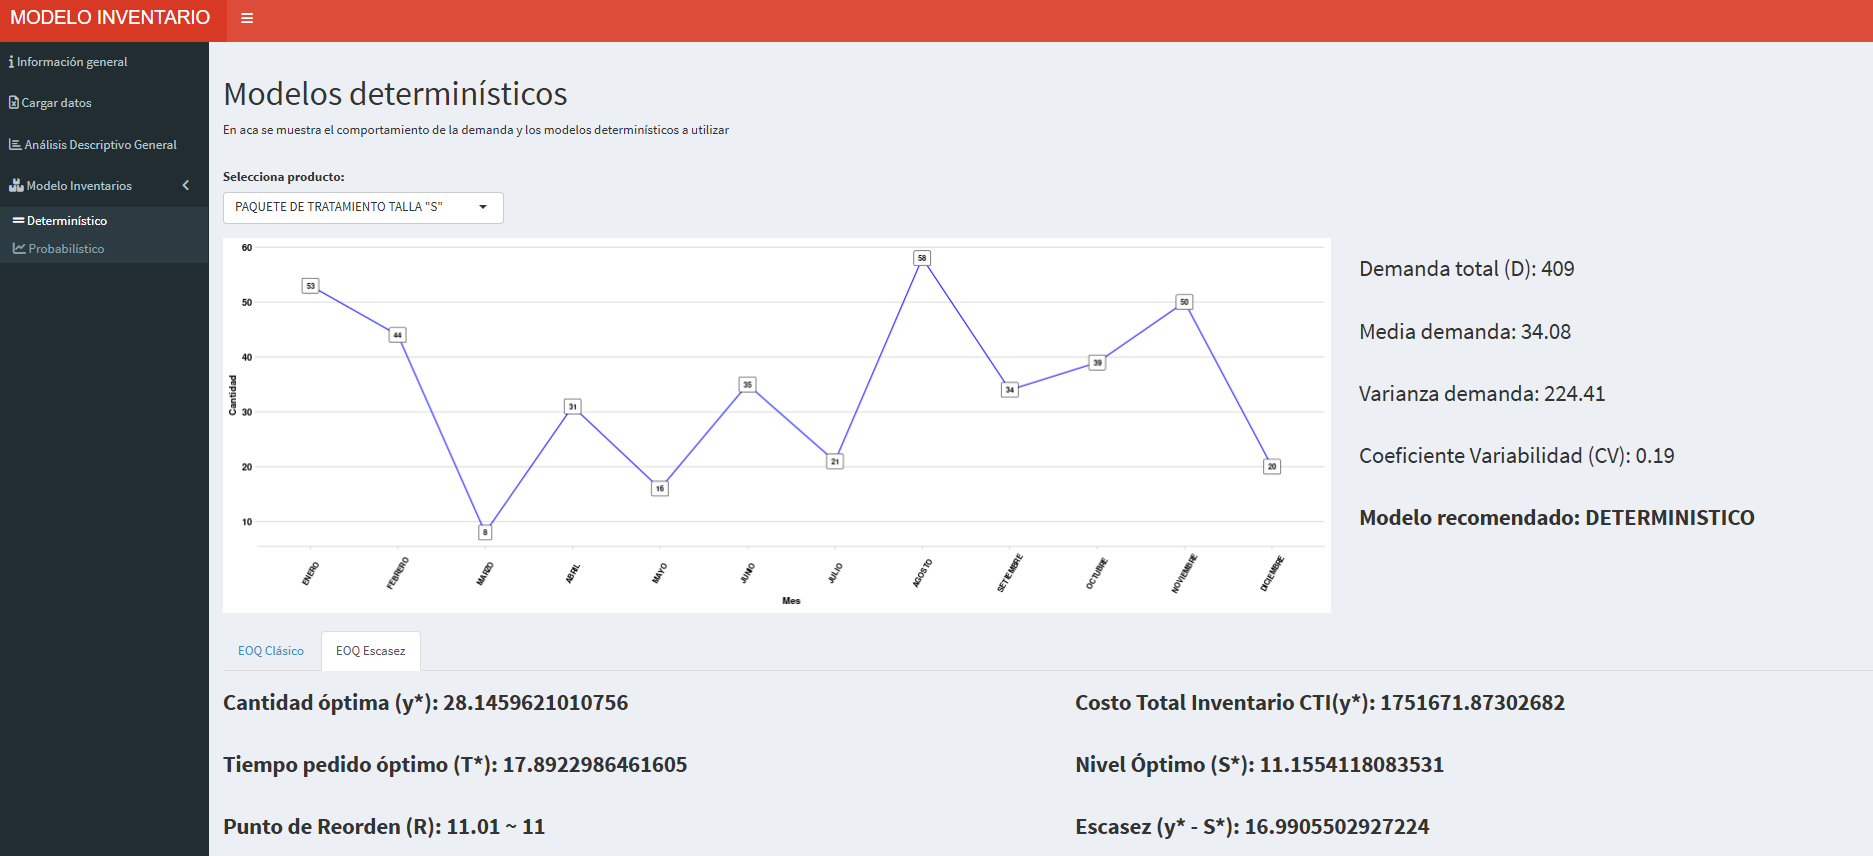 MODELO INVENTARIO
Información general
Cargar datos
Análisis Descriptivo General
Modelo Inventarios
Determinístico
Probabilístico
Modelos determinísticos
En aca se muestra el comportamiento de la demanda y los modelos determinísticos a utilizar
Selecciona producto:
PAQUETE DE TRATAMIENTO TALLA "S"
60
50
40
30
20
10
Cantidad
53
44
8
31
16
35
21
58
34
39
50
20
ENERO
FEBRERO
MARZO
ABRIL
MAYO
JUNIO
JULIO
AGOSTO
SETIEMBRE
OCTUBRE
NOVIEMBRE
DICIEMBRE
Mes
Demanda total (D): 409
Media demanda: 34.08
Varianza demanda: 224.41
Coeficiente Variabilidad (CV): 0.19
Modelo recomendado: DETERMINISTICO
EOQ Clásico
EOQ Escasez
Cantidad óptima (y*): 28.1459621010756
Costo Total Inventario CTI(y*): 1751671.87302682
Tiempo pedido óptimo (T*): 17.8922986461605
Nivel Óptimo (S*): 11.1554118083531
Punto de Reorden (R): 11.01 ~ 11
Escasez (y* - S*): 16.9905502927224